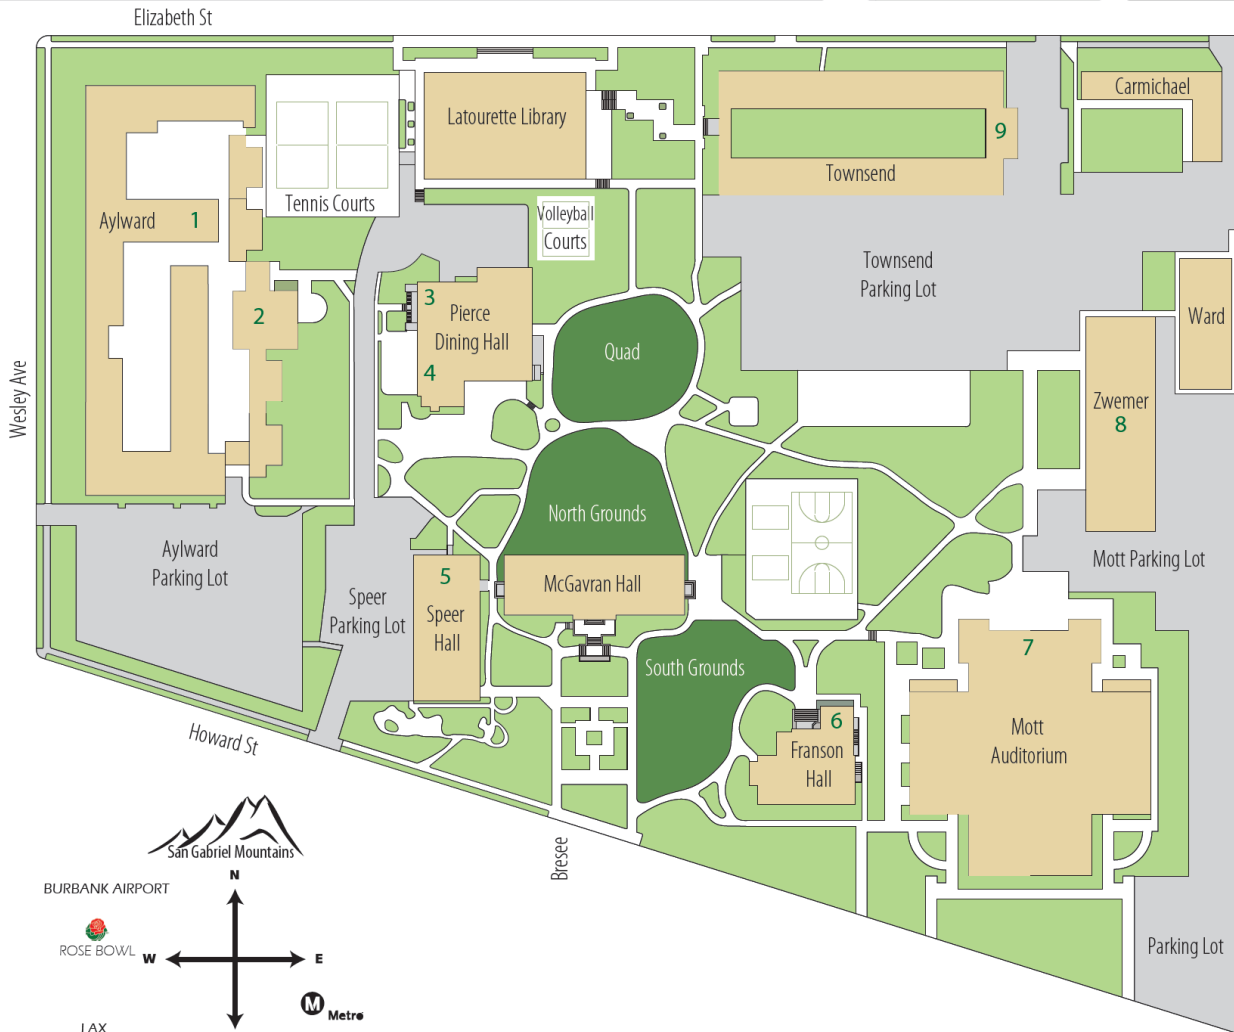 Elizabeth St
Carmichael
Latourette Library
9
Townsend
Tennis Courts
Aylward 1
Volleyball
Courts
Townsend
Parking Lot
2
3
Pierce
Dining Hall
4
Quad
Ward
Wesley Ave
Zwemer
8
North Grounds
Aylward
Parking Lot
Mott Parking Lot
5
Speer
Hall
McGavran Hall
Speer
Parking Lot
South Grounds
7
6
Franson
Hall
Mott
Auditorium
Howard St
Bresee
San Gabriel Mountains
N
BURBANK AIRPORT
ROSE BOWL
W
E
M Metro
Parking Lot
LAX